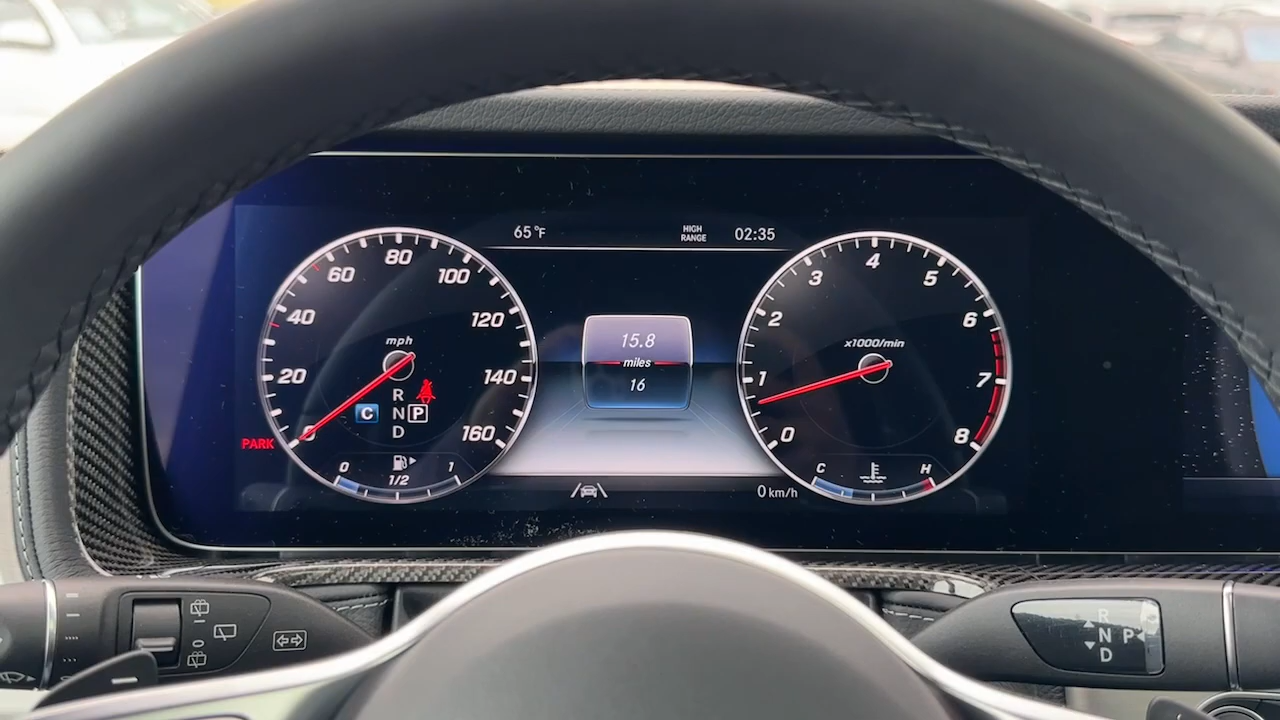 65°F HIGH RANGE 02:35
0 20 40 60 80 100 120 140 160
mph
R
C N P
D
PARK
0 1/2 1
15.8
miles
16
0 1 2 3 4 5 6 7 8
x1000/min
C H
0 km/h
R
N P
D